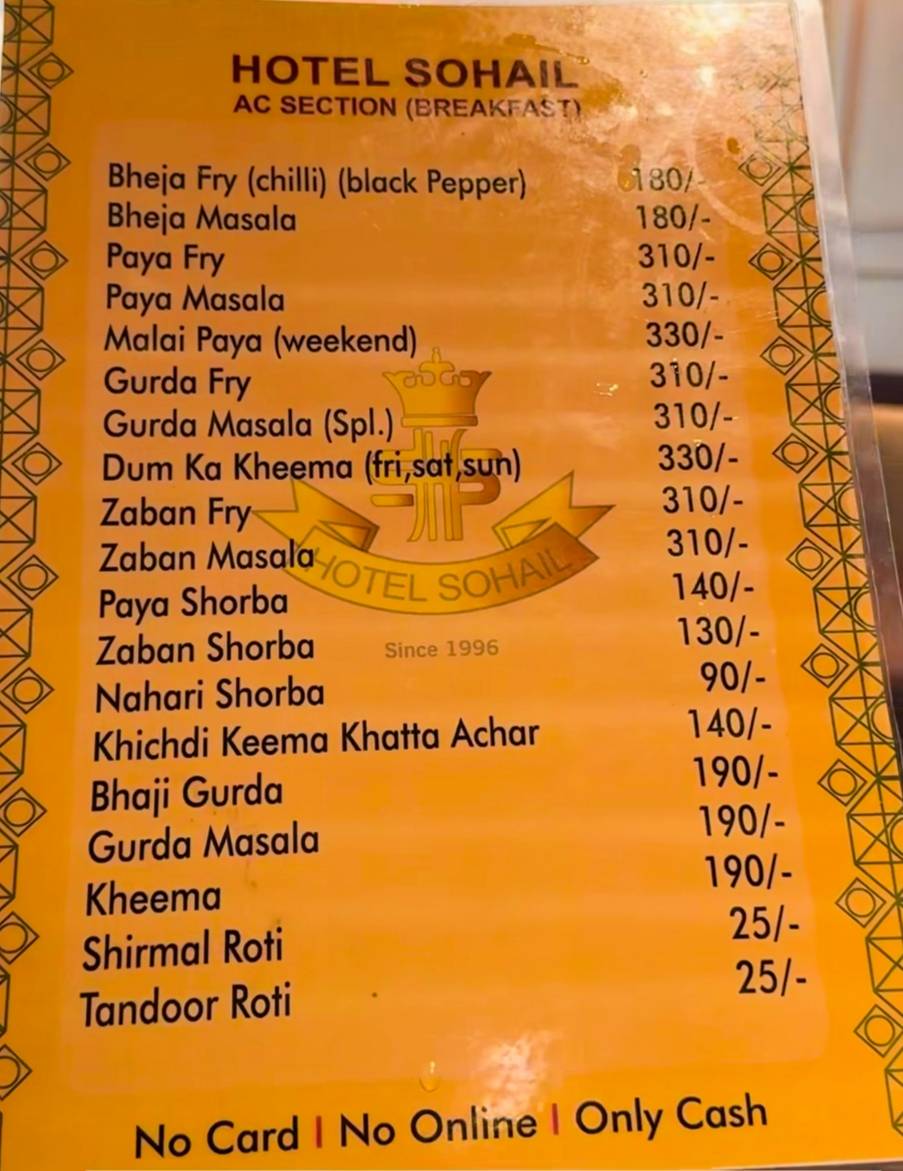 HOTEL SOHAIL
AC SECTION (BREAKFAST)
Bheja Fry (chilli) (black Pepper) 180/-
Bheja Masala 180/-
Paya Fry 310/-
Paya Masala 310/-
Malai Paya (weekend) 330/-
Gurda Fry 310/-
Gurda Masala (Spl.) 310/-
Dum Ka Kheema (fri,sat,sun) 330/-
Zaban Fry 310/-
Zaban Masala 310/-
HOTEL SOHAIL
Paya Shorba 140/-
Zaban Shorba 130/-
Since 1996
Nahari Shorba 90/-
Khichdi Keema Khatta Achar 140/-
Bhaji Gurda 190/-
Gurda Masala 190/-
Kheema 190/-
Shirmal Roti 25/-
Tandoor Roti 25/-
No Card | No Online | Only Cash